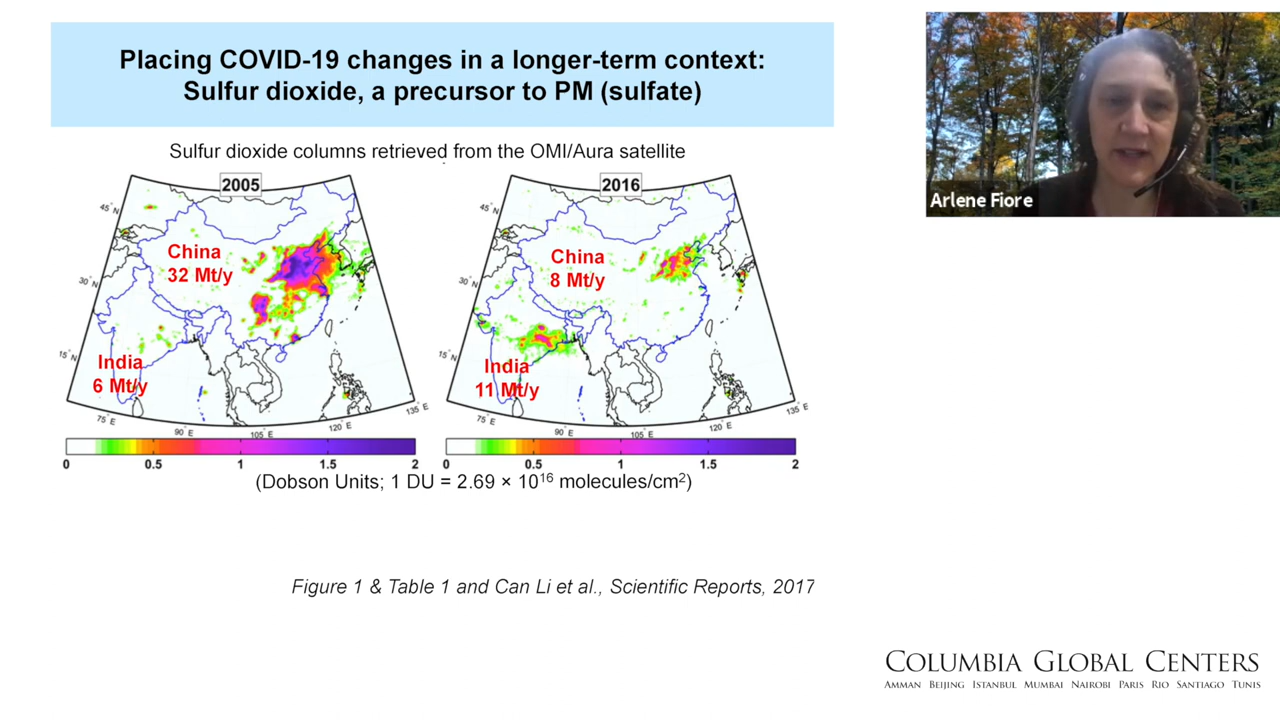 Placing COVID-19 changes in a longer-term context:
Sulfur dioxide, a precursor to PM (sulfate)
Arlene Fiore
Sulfur dioxide columns retrieved from the OMI/Aura satellite
2005
45° N
30° N
15° N
75° E
90° E
105° E
120° E
135° E
China
32 Mt/y
India
6 Mt/y
0 0.5 1 1.5 2
2016
45° N
30° N
15° N
75° E
90° E
105° E
120° E
135° E
China
8 Mt/y
India
11 Mt/y
0 0.5 1 1.5 2
(Dobson Units; 1 DU = 2.69 × 10¹⁶ molecules/cm²)
Figure 1 & Table 1 and Can Li et al., Scientific Reports, 2017
COLUMBIA GLOBAL CENTERS
AMMAN BEIJING ISTANBUL MUMBAI NAIROBI PARIS RIO SANTIAGO TUNIS